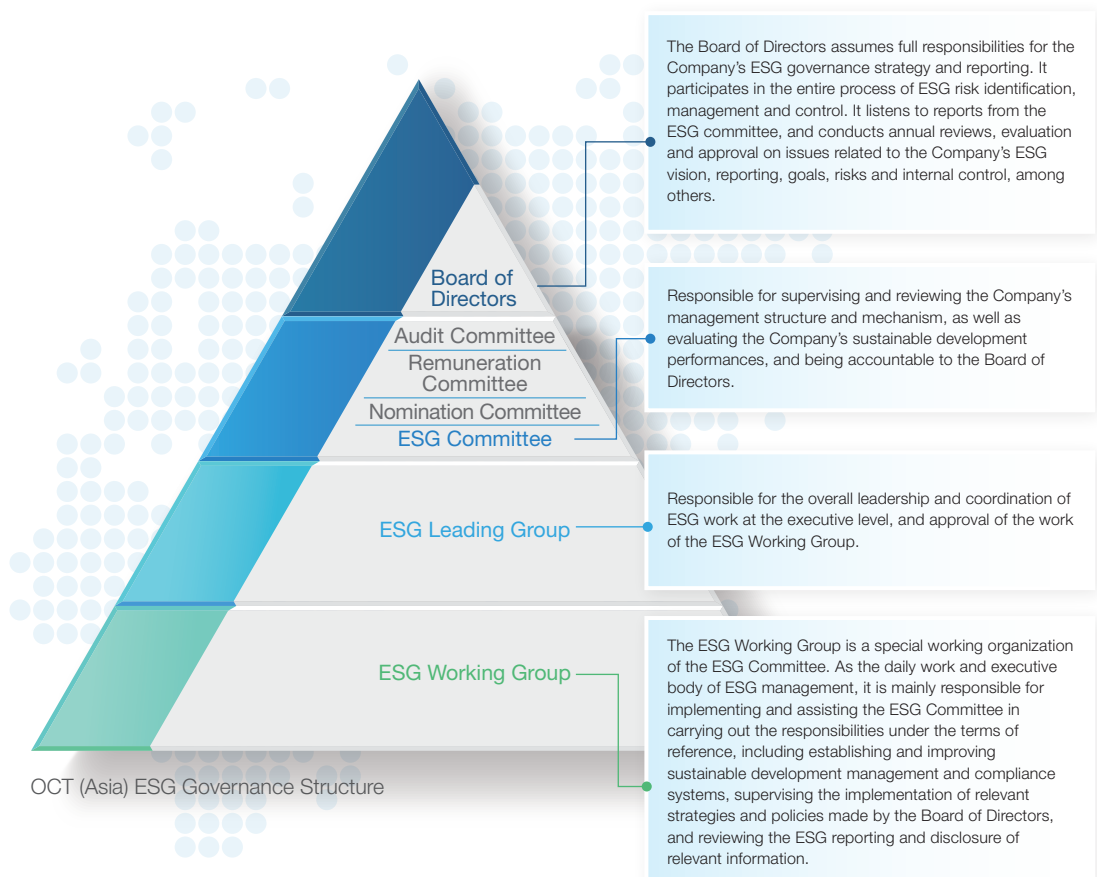 The Board of Directors assumes full responsibilities for the
Company's ESG governance strategy and reporting. It
participates in the entire process of ESG risk identification,
management and control. It listens to reports from the
ESG committee, and conducts annual reviews, evaluation
and approval on issues related to the Company's ESG
vision, reporting, goals, risks and internal control, among
others.
Board of
Directors
Responsible for supervising and reviewing the Company's
management structure and mechanism, as well as
evaluating the Company's sustainable development
performances, and being accountable to the Board of
Directors.
Audit Committee
Remuneration
Committee
Nomination Committee
ESG Committee
Responsible for the overall leadership and coordination of
ESG work at the executive level, and approval of the work
of the ESG Working Group.
ESG Leading Group
The ESG Working Group is a special working organization
of the ESG Committee. As the daily work and executive
body of ESG management, it is mainly responsible for
implementing and assisting the ESG Committee in
carrying out the responsibilities under the terms of
reference, including establishing and improving
sustainable development management and compliance
systems, supervising the implementation of relevant
strategies and policies made by the Board of Directors,
and reviewing the ESG reporting and disclosure of
relevant information.
ESG Working Group
OCT (Asia) ESG Governance Structure